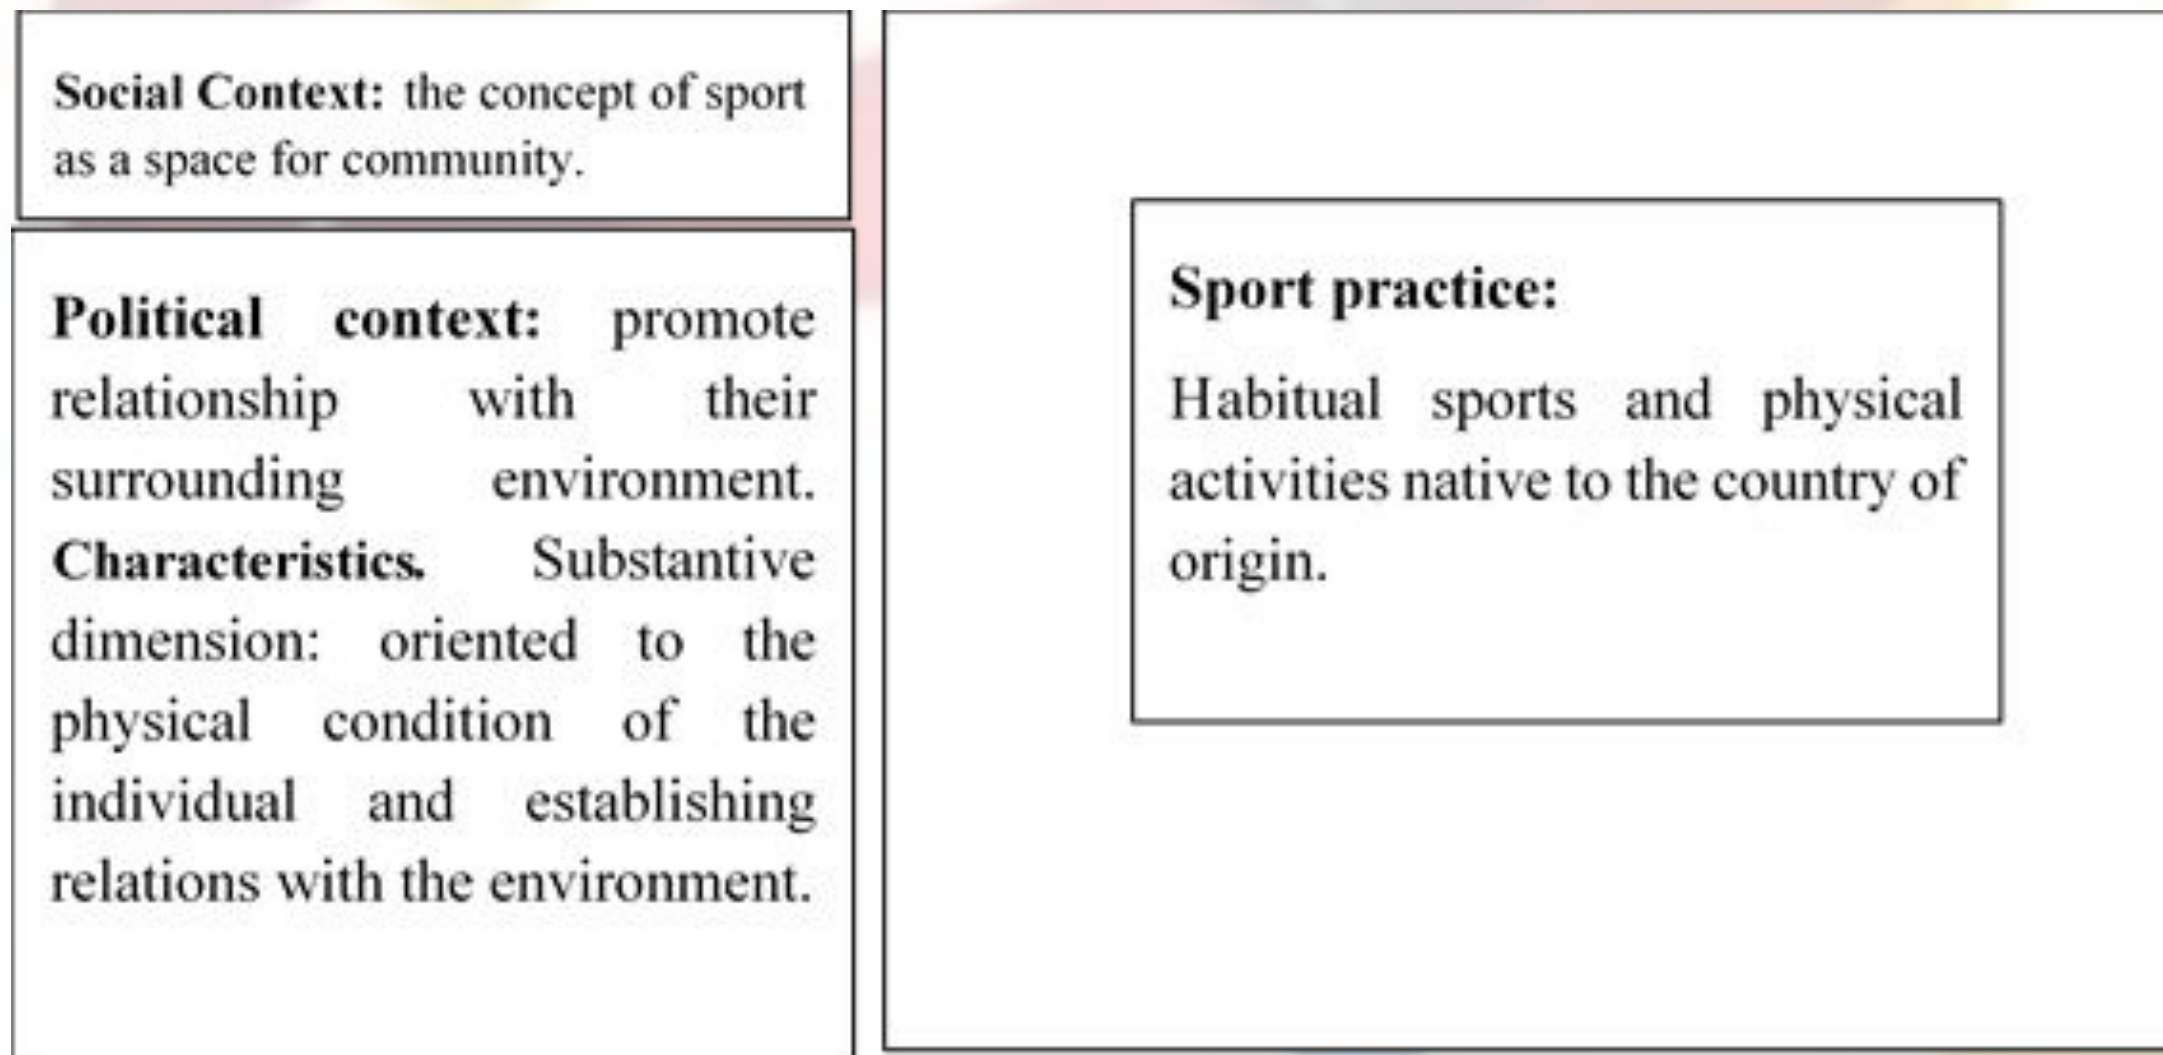 Social Context: the concept of sport
as a space for community.
Political context: promote
relationship with their
surrounding environment.
Characteristics. Substantive
dimension: oriented to the
physical condition of the
individual and establishing
relations with the environment.
Sport practice:
Habitual sports and physical
activities native to the country of
origin.